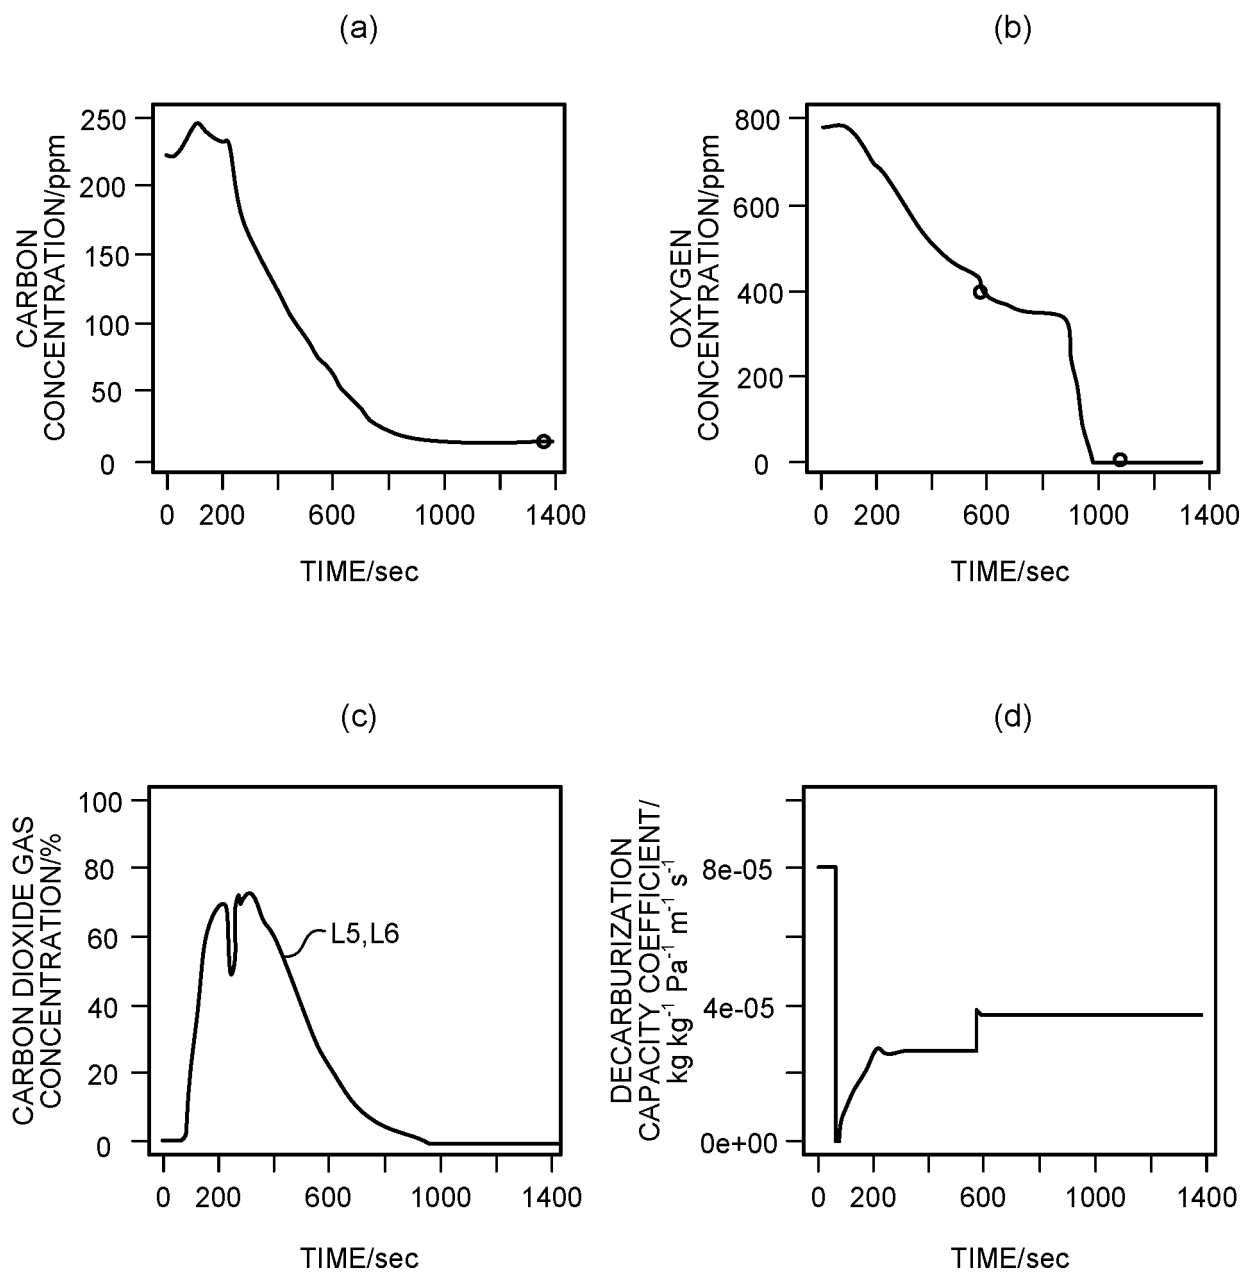 (a)
CARBON
CONCENTRATION/ppm
250
200
150
100
50
0
0 200 600 1000 1400
TIME/sec
(b)
OXYGEN
CONCENTRATION/ppm
800
600
400
200
0
0 200 600 1000 1400
TIME/sec
(c)
CARBON DIOXIDE GAS
CONCENTRATION/%
100
80
60
40
20
0
L5,L6
0 200 600 1000 1400
TIME/sec
(d)
DECARBURIZATION
CAPACITY COEFFICIENT/
kg kg⁻¹ Pa⁻¹ m⁻¹ s⁻¹
8e-05
4e-05
0e+00
0 200 600 1000 1400
TIME/sec